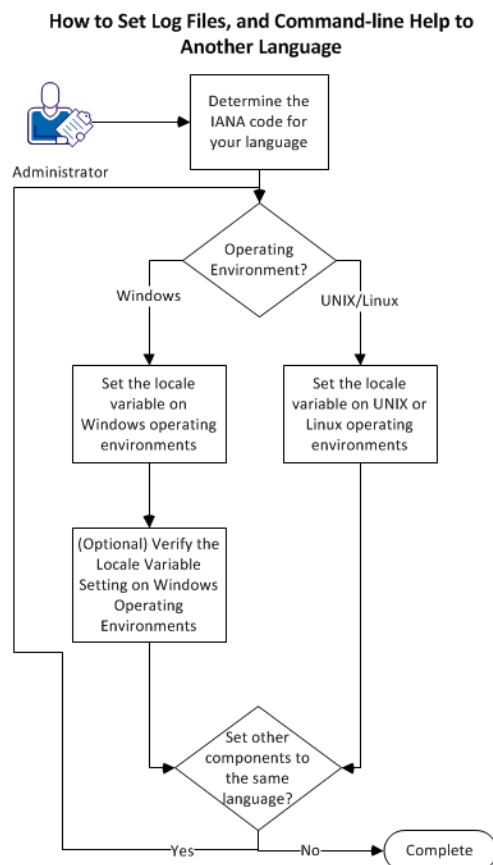 How to Set Log Files, and Command-line Help to
Another Language
Determine the
IANA code for
your language
Administrator
Operating
Environment?
Windows
UNIX/Linux
Set the locale
variable on
Windows operating
environments
Set the locale
variable on UNIX or
Linux operating
environments
(Optional) Verify the
Locale Variable
Setting on Windows
Operating
Environments
Set other
components to
the same
language?
Yes
No
Complete